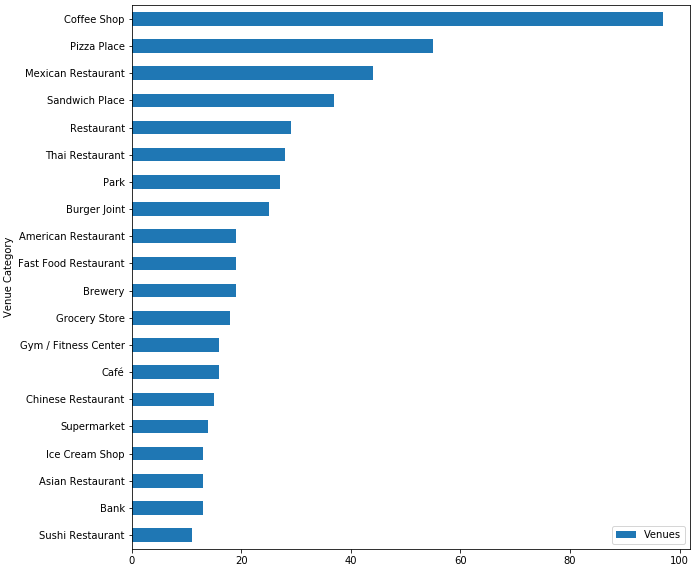 Coffee Shop
Pizza Place
Mexican Restaurant
Sandwich Place
Restaurant
Thai Restaurant
Park
Burger Joint
American Restaurant
Fast Food Restaurant
Brewery
Grocery Store
Gym / Fitness Center
Café
Chinese Restaurant
Supermarket
Ice Cream Shop
Asian Restaurant
Bank
Sushi Restaurant
Venue Category
Venues
0 20 40 60 80 100